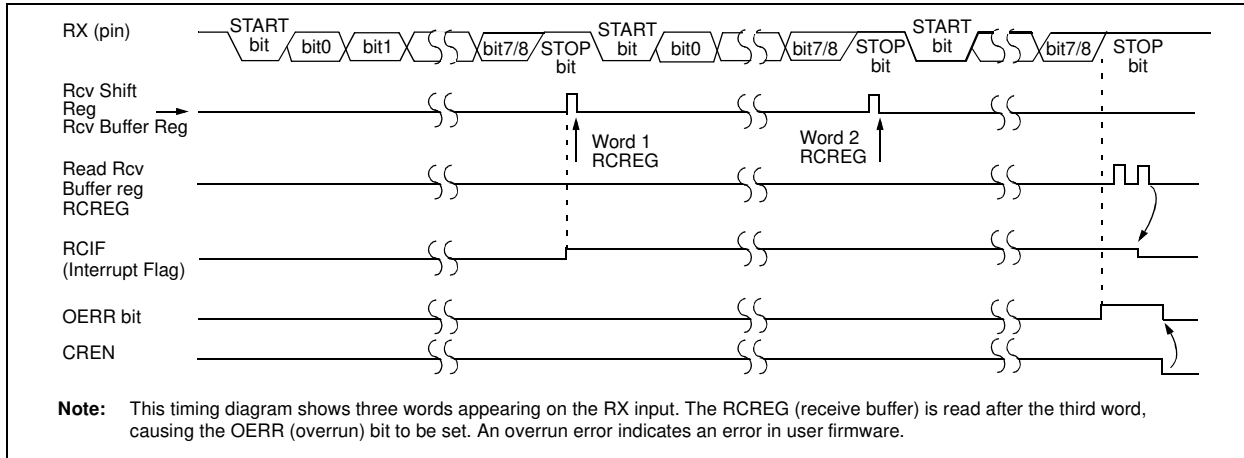 RX (pin)
START
bit
bit0
bit1
bit7/8
STOP
bit
START
bit
bit0
bit7/8
STOP
bit
START
bit
bit7/8
STOP
bit
Rcv Shift
Reg
Rcv Buffer Reg
Word 1
RCREG
Word 2
RCREG
Read Rcv
Buffer reg
RCREG
RCIF
(Interrupt Flag)
OERR bit
CREN
Note: This timing diagram shows three words appearing on the RX input. The RCREG (receive buffer) is read after the third word,
causing the OERR (overrun) bit to be set. An overrun error indicates an error in user firmware.